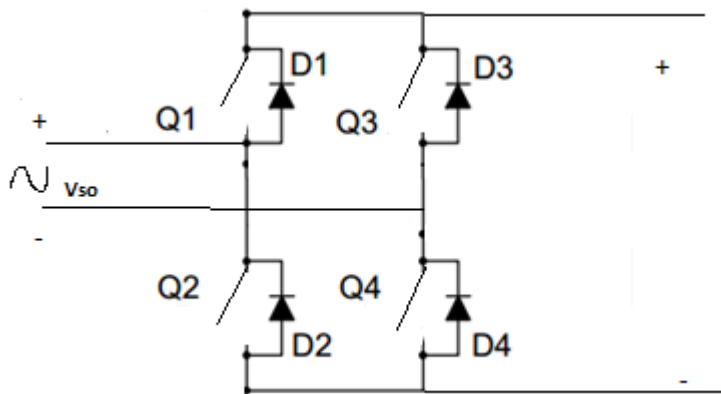 D1 D3
+
Q1 Q3
+
Vso
-
Q2 Q4
D2 D4
-